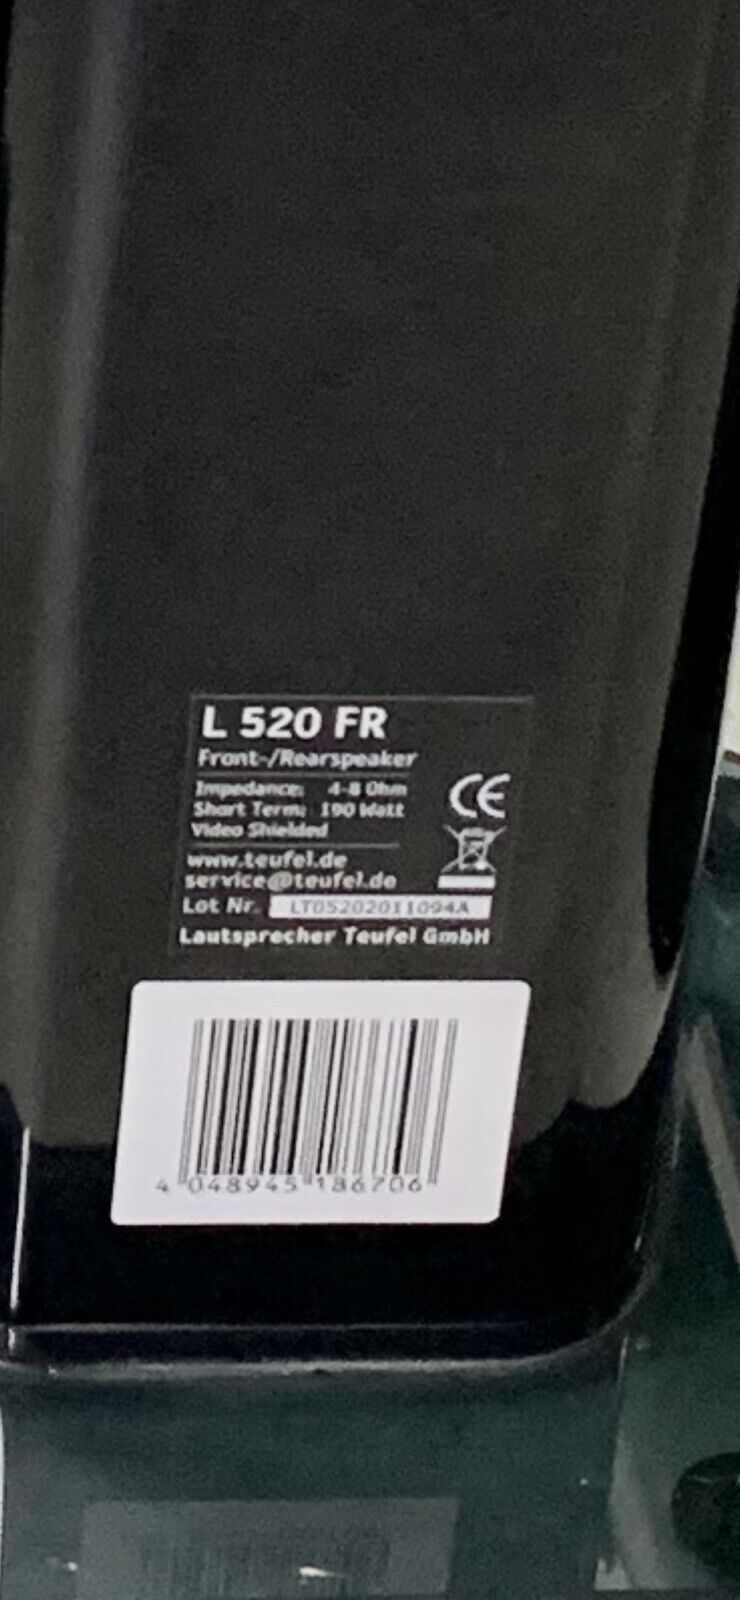 L 520 FR
Front-/Rearspeaker
Impedance: 4-8 Ohm
Short Term: 190 Watt
Video Shielded
CE
www.teufel.de
service@teufel.de
Lot Nr. LT05202011094A
Lautsprecher Teufel GmbH
4 048945 186706